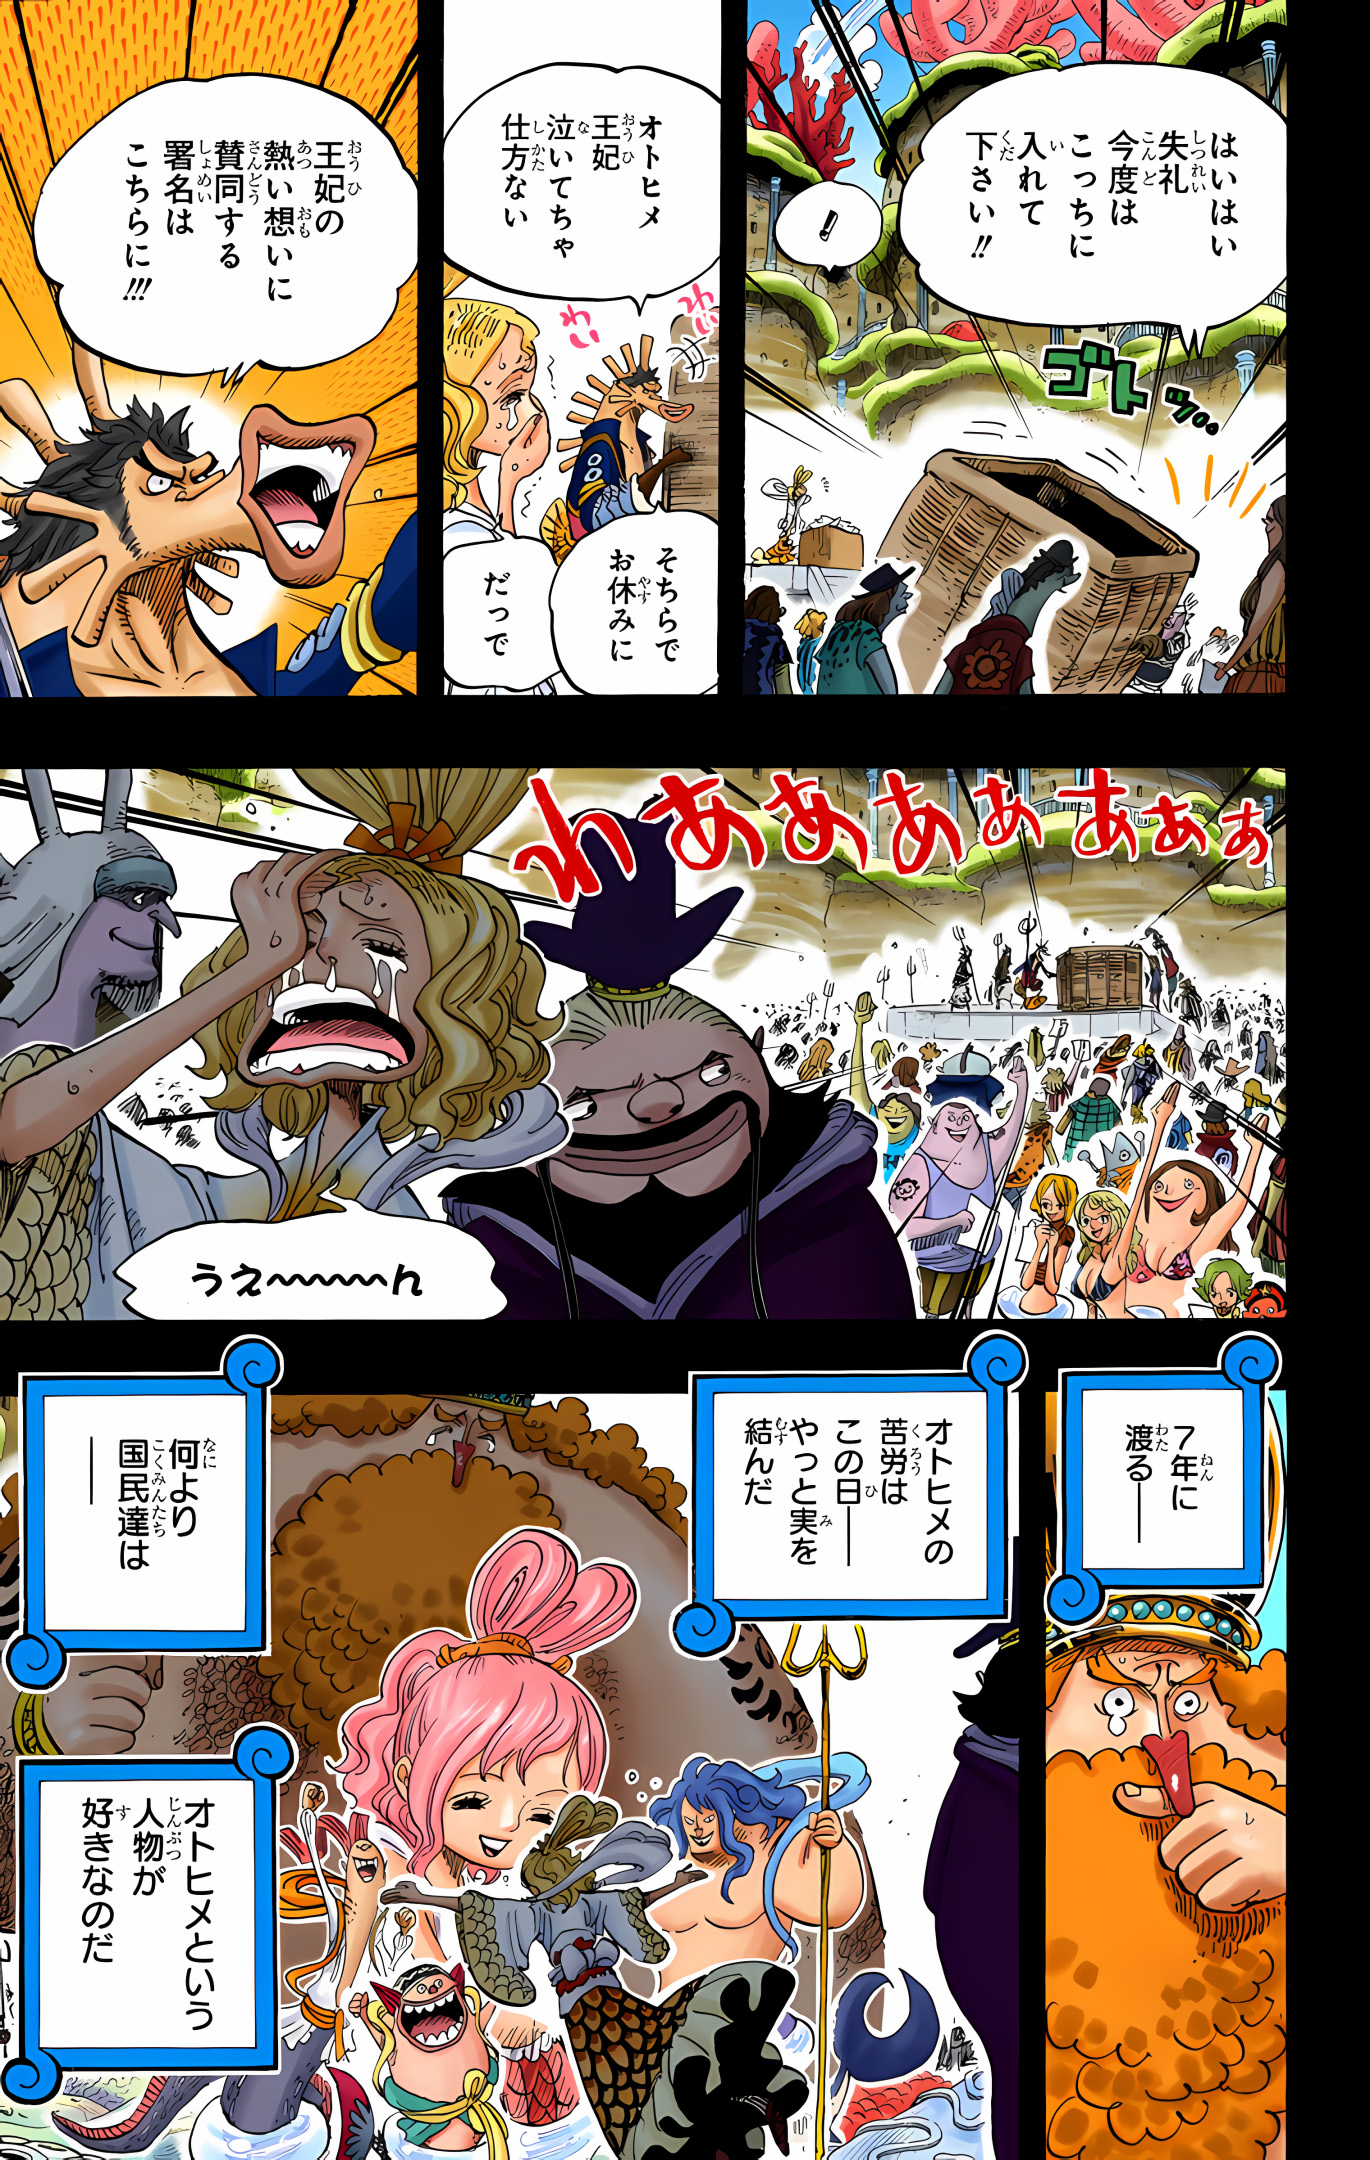 はいはい
失礼
今度は
こっちに
入れて
下さい!!
!
ゴトッ…
オトヒメ
王妃
泣いてちゃ
仕方ない
わい
わい
そちらで
お休みに
だっで
王妃の
熱い想いに
賛同する
署名は
こちらに!!!
わあああぁあぁぁ
うえ〜〜〜〜ん
7年に
渡る―
オトヒメの
苦労は
この日―
やっと実を
結んだ
何より
国民達は
―
オトヒメという
人物が
好きなのだ